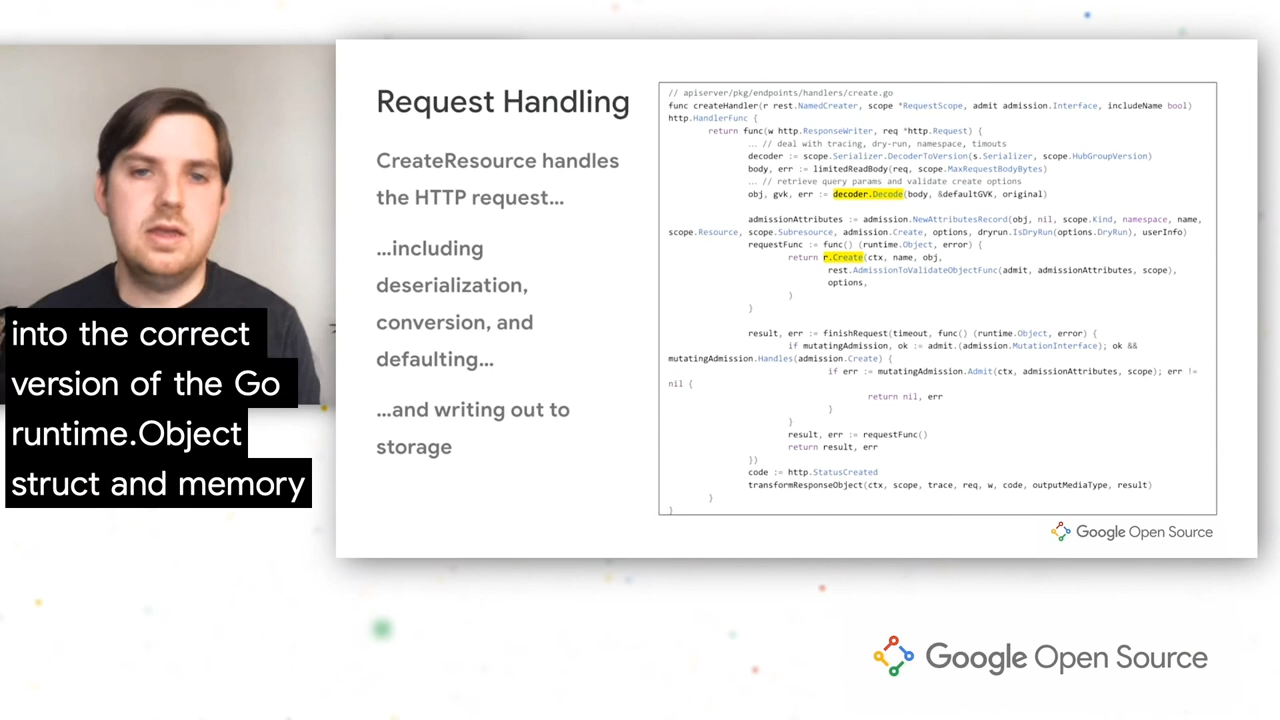 into the correct
version of the Go
runtime.Object
struct and memory
Request Handling
CreateResource handles
the HTTP request...
...including
deserialization,
conversion, and
defaulting...
...and writing out to
storage
// apiserver/pkg/endpoints/handlers/create.go
func createHandler(r rest.NamedCreater, scope *RequestScope, admit admission.Interface, includeName bool)
http.HandlerFunc {
return func(w http.ResponseWriter, req *http.Request) {
... // deal with tracing, dry-run, namespace, timouts
decoder := scope.Serializer.DecoderToVersion(s.Serializer, scope.HubGroupVersion)
body, err := limitedReadBody(req, scope.MaxRequestBodyBytes)
... // retrieve query params and validate create options
obj, gvk, err := decoder.Decode(body, &defaultGVK, original)
admissionAttributes := admission.NewAttributesRecord(obj, nil, scope.Kind, namespace, name,
scope.Resource, scope.Subresource, admission.Create, options, dryrun.IsDryRun(options.DryRun), userInfo)
requestFunc := func() (runtime.Object, error) {
return r.Create(ctx, name, obj,
rest.AdmissionToValidateObjectFunc(admit, admissionAttributes, scope),
options,
)
}
result, err := finishRequest(timeout, func() (runtime.Object, error) {
if mutatingAdmission, ok := admit.(admission.MutationInterface); ok &&
mutatingAdmission.Handles(admission.Create) {
if err := mutatingAdmission.Admit(ctx, admissionAttributes, scope); err !=
nil {
return nil, err
}
}
result, err := requestFunc()
return result, err
})
code := http.StatusCreated
transformResponseObject(ctx, scope, trace, req, w, code, outputMediaType, result)
}
}
Google Open Source
Google Open Source